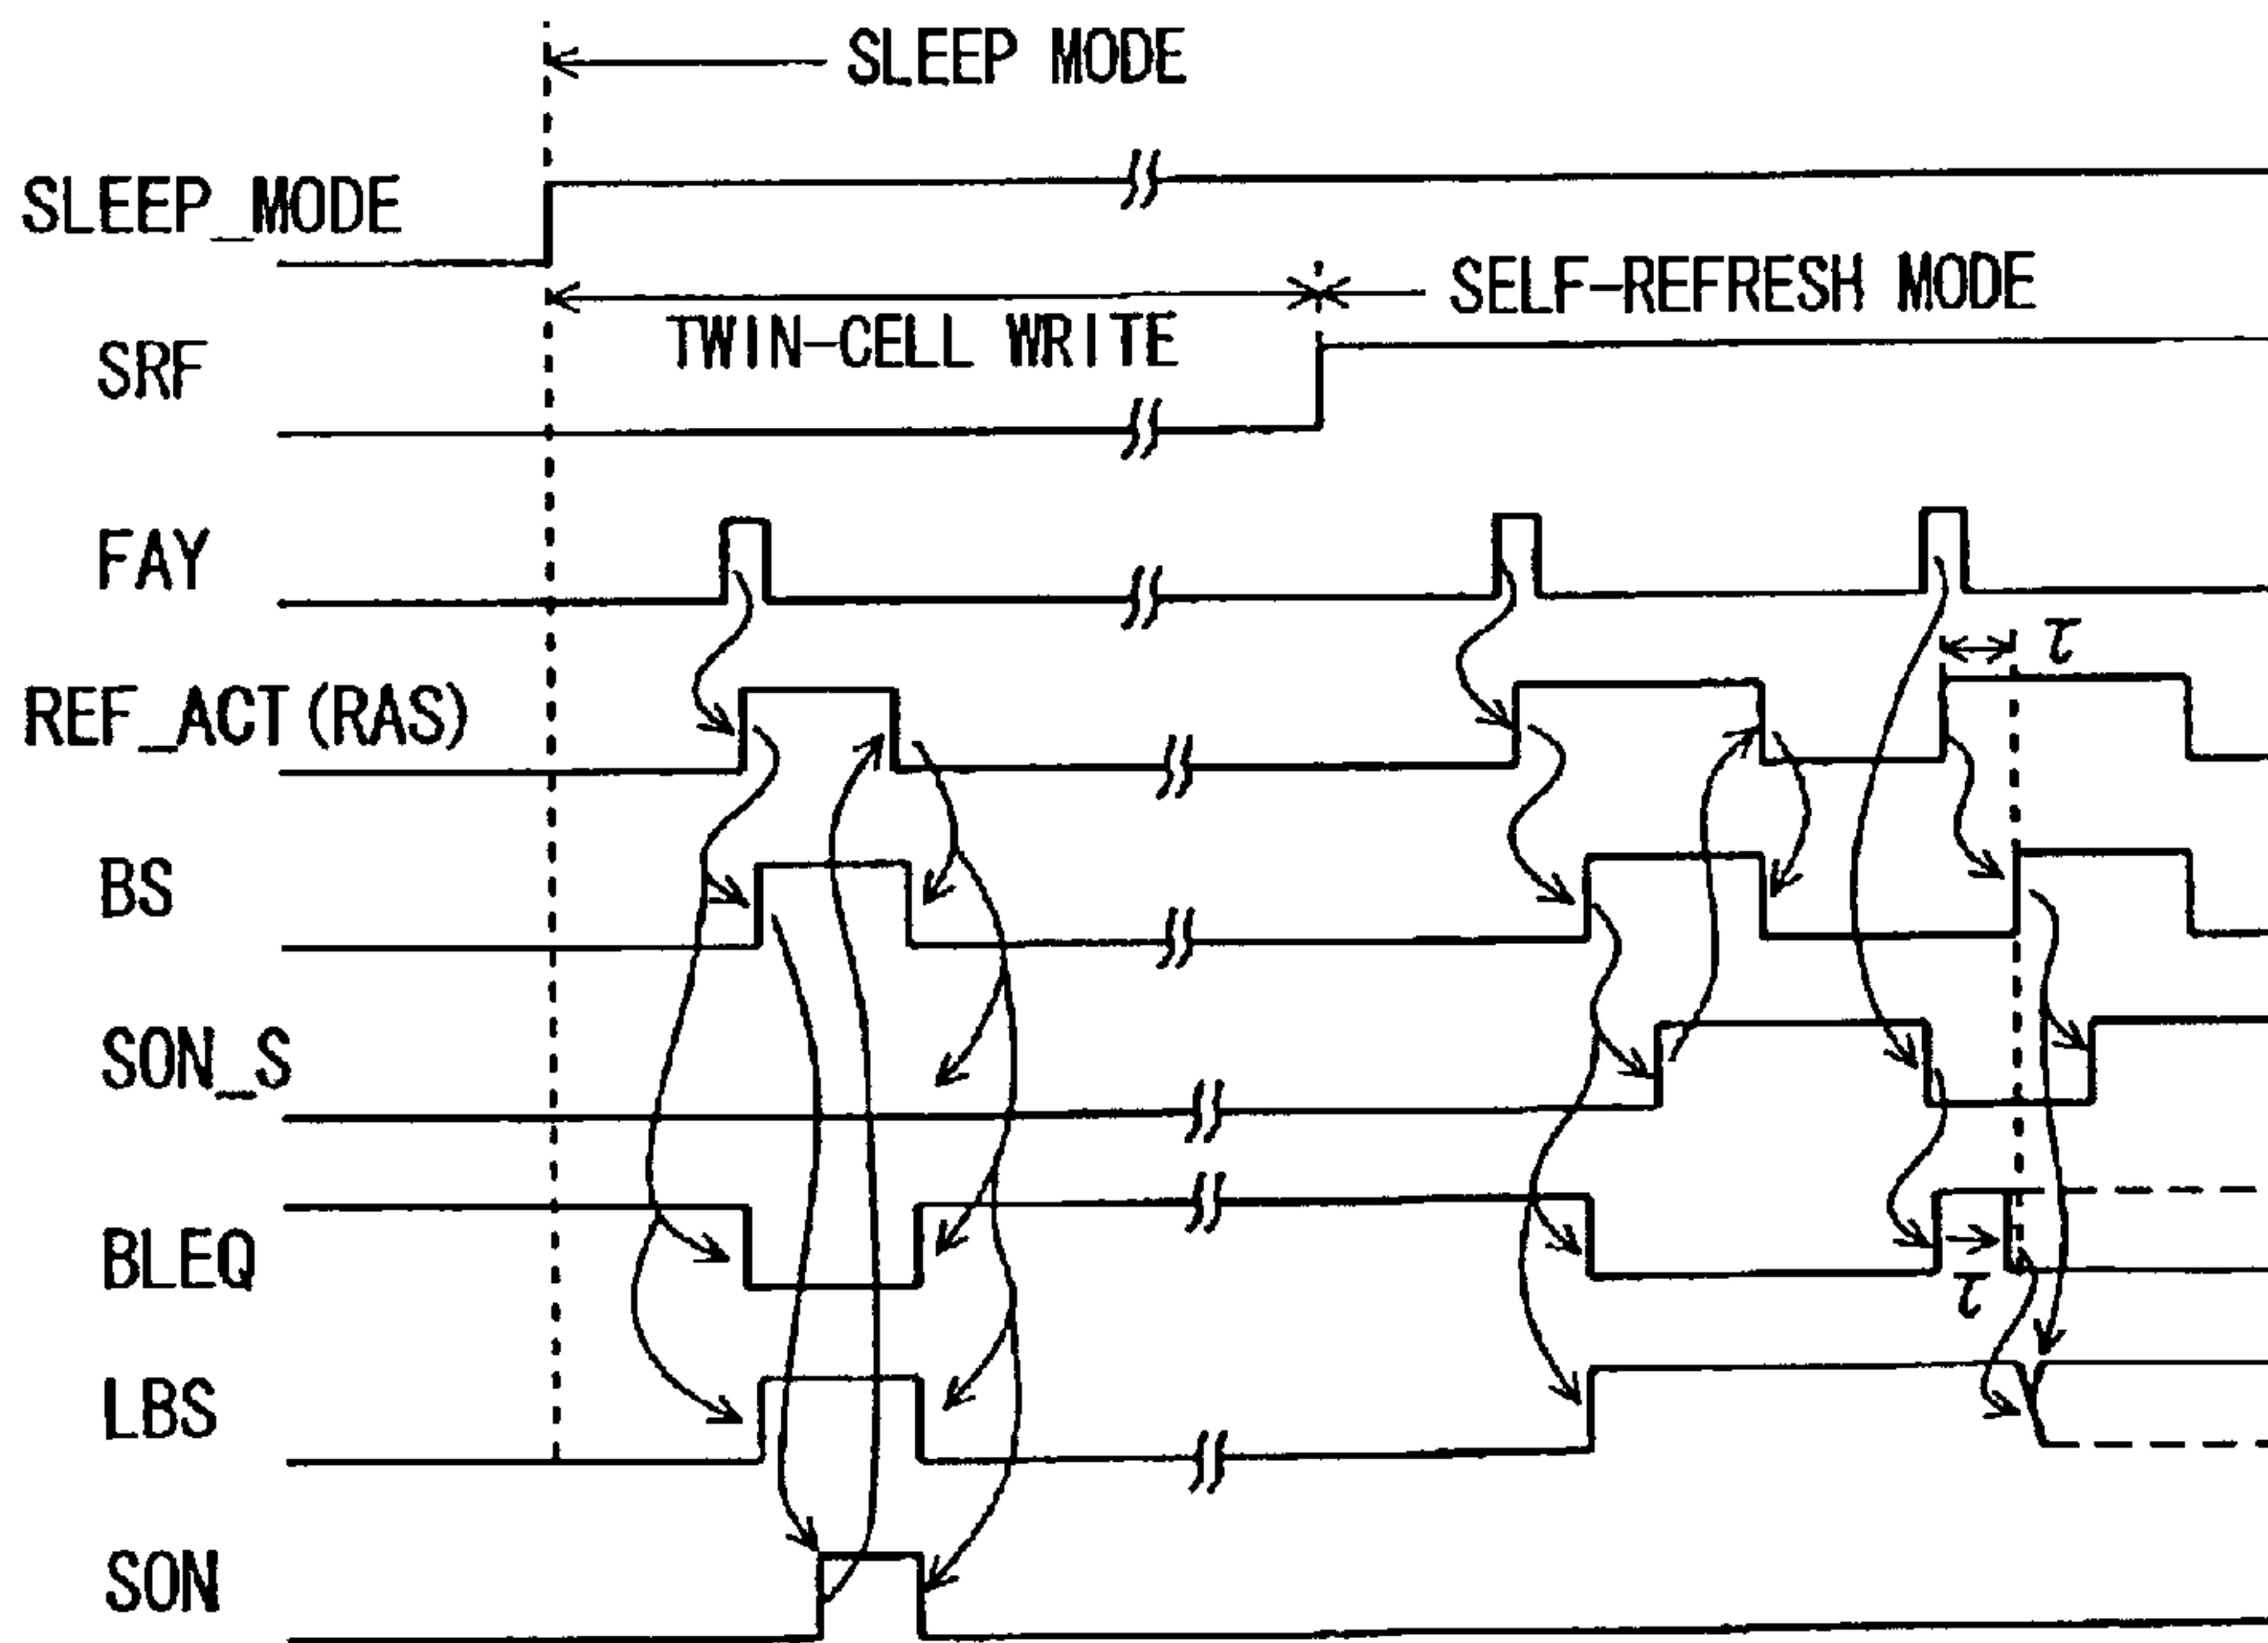 SLEEP MODE
SLEEP_MODE
SELF-REFRESH MODE
TWIN-CELL WRITE
SRF
FAY
τ
REF_ACT(RAS)
BS
SON_S
BLEQ
τ
LBS
SON